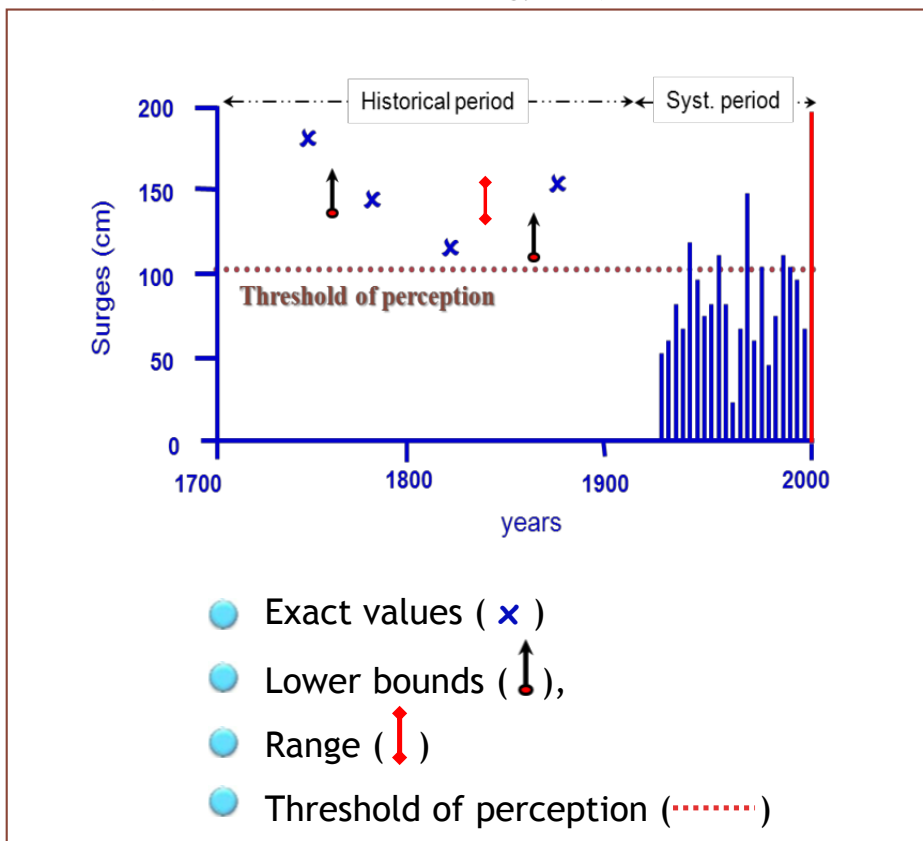 Historical period
Syst. period
200
150
100
50
0
Surges (cm)
Threshold of perception
1700
1800
1900
2000
years
Exact values ( × )
Lower bounds ( ),
Range ( )
Threshold of perception (·········)